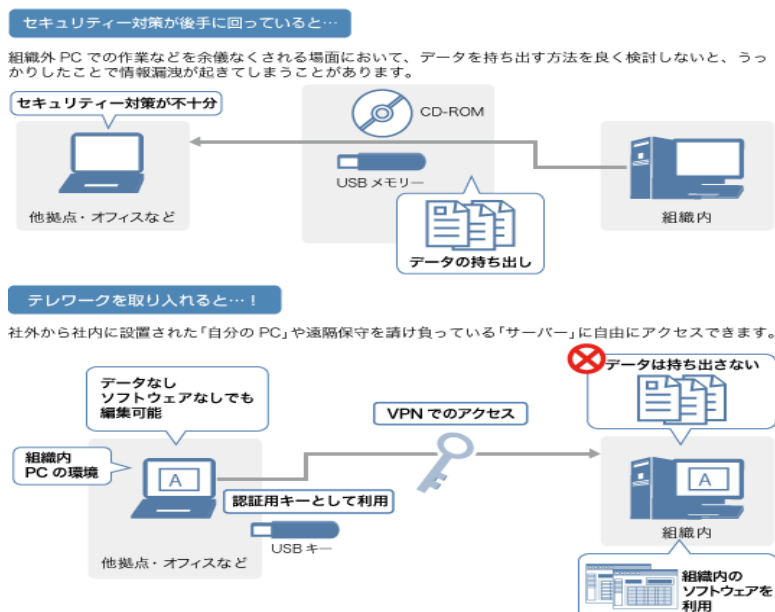 セキュリティー対策が後手に回っていると…
組織外 PC での作業などを余儀なくされる場面において、データを持ち出す方法を良く検討しないと、うっ
かりしたことで情報漏洩が起きてしまうことがあります。
セキュリティー対策が不十分
CD-ROM
USB メモリー
他拠点・オフィスなど
組織内
データの持ち出し
テレワークを取り入れると…！
社外から社内に設置された「自分の PC」や遠隔保守を請け負っている「サーバー」に自由にアクセスできます。
データは持ち出さない
データなし
ソフトウェアなしでも
編集可能
VPN でのアクセス
組織内
PC の環境
A
A
認証用キーとして利用
USB キー
組織内
他拠点・オフィスなど
組織内の
ソフトウェアを
利用